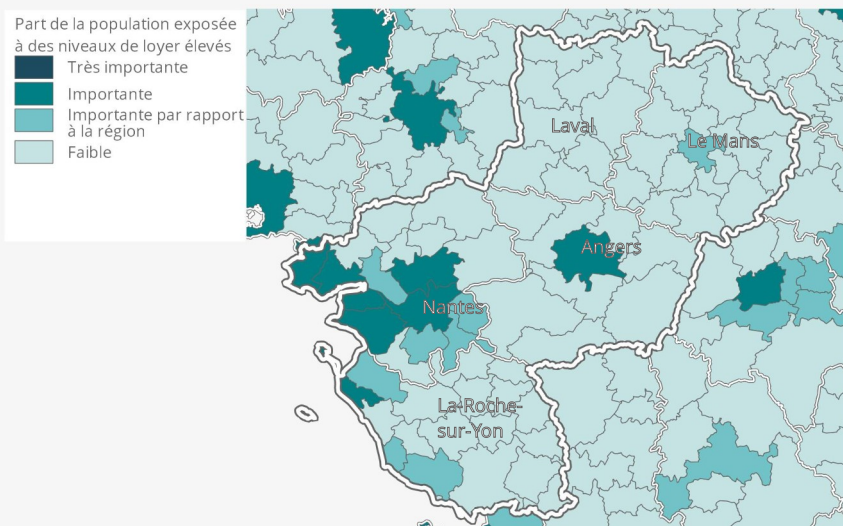 Part de la population exposée
à des niveaux de loyer élevés
Très importante
Importante
Importante par rapport
à la région
Faible
Laval
Le Mans
Angers
Nantes
La-Roche-
sur-Yon